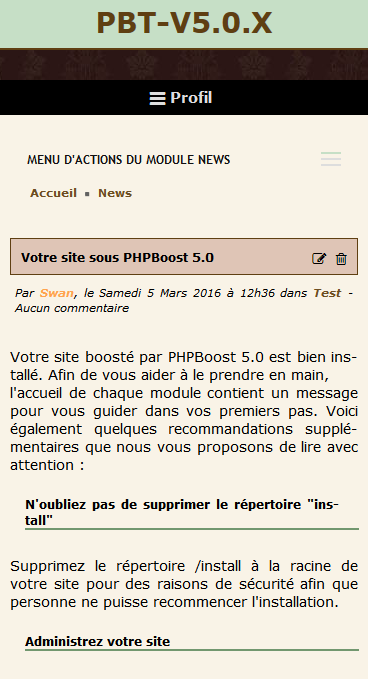 PBT-V5.0.X
Profil
MENU D'ACTIONS DU MODULE NEWS
Accueil ▪ News
Votre site sous PHPBoost 5.0
Par Swan, le Samedi 5 Mars 2016 à 12h36 dans Test -
Aucun commentaire
Votre site boosté par PHPBoost 5.0 est bien ins-
tallé. Afin de vous aider à le prendre en main,
l'accueil de chaque module contient un message
pour vous guider dans vos premiers pas. Voici
également quelques recommandations supplé-
mentaires que nous vous proposons de lire avec
attention :
N'oubliez pas de supprimer le répertoire "ins-
tall"
Supprimez le répertoire /install à la racine de
votre site pour des raisons de sécurité afin que
personne ne puisse recommencer l'installation.
Administrez votre site